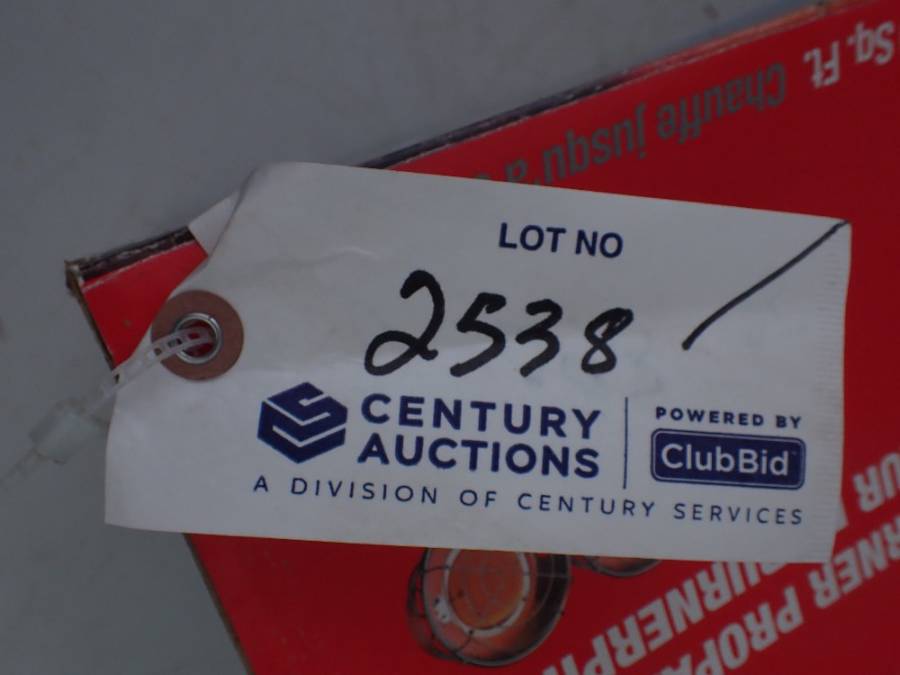 Sq. Ft. Chauffe jusqu'à
LOT NO
2538
CENTURY
AUCTIONS
A DIVISION OF CENTURY SERVICES
POWERED BY
ClubBid